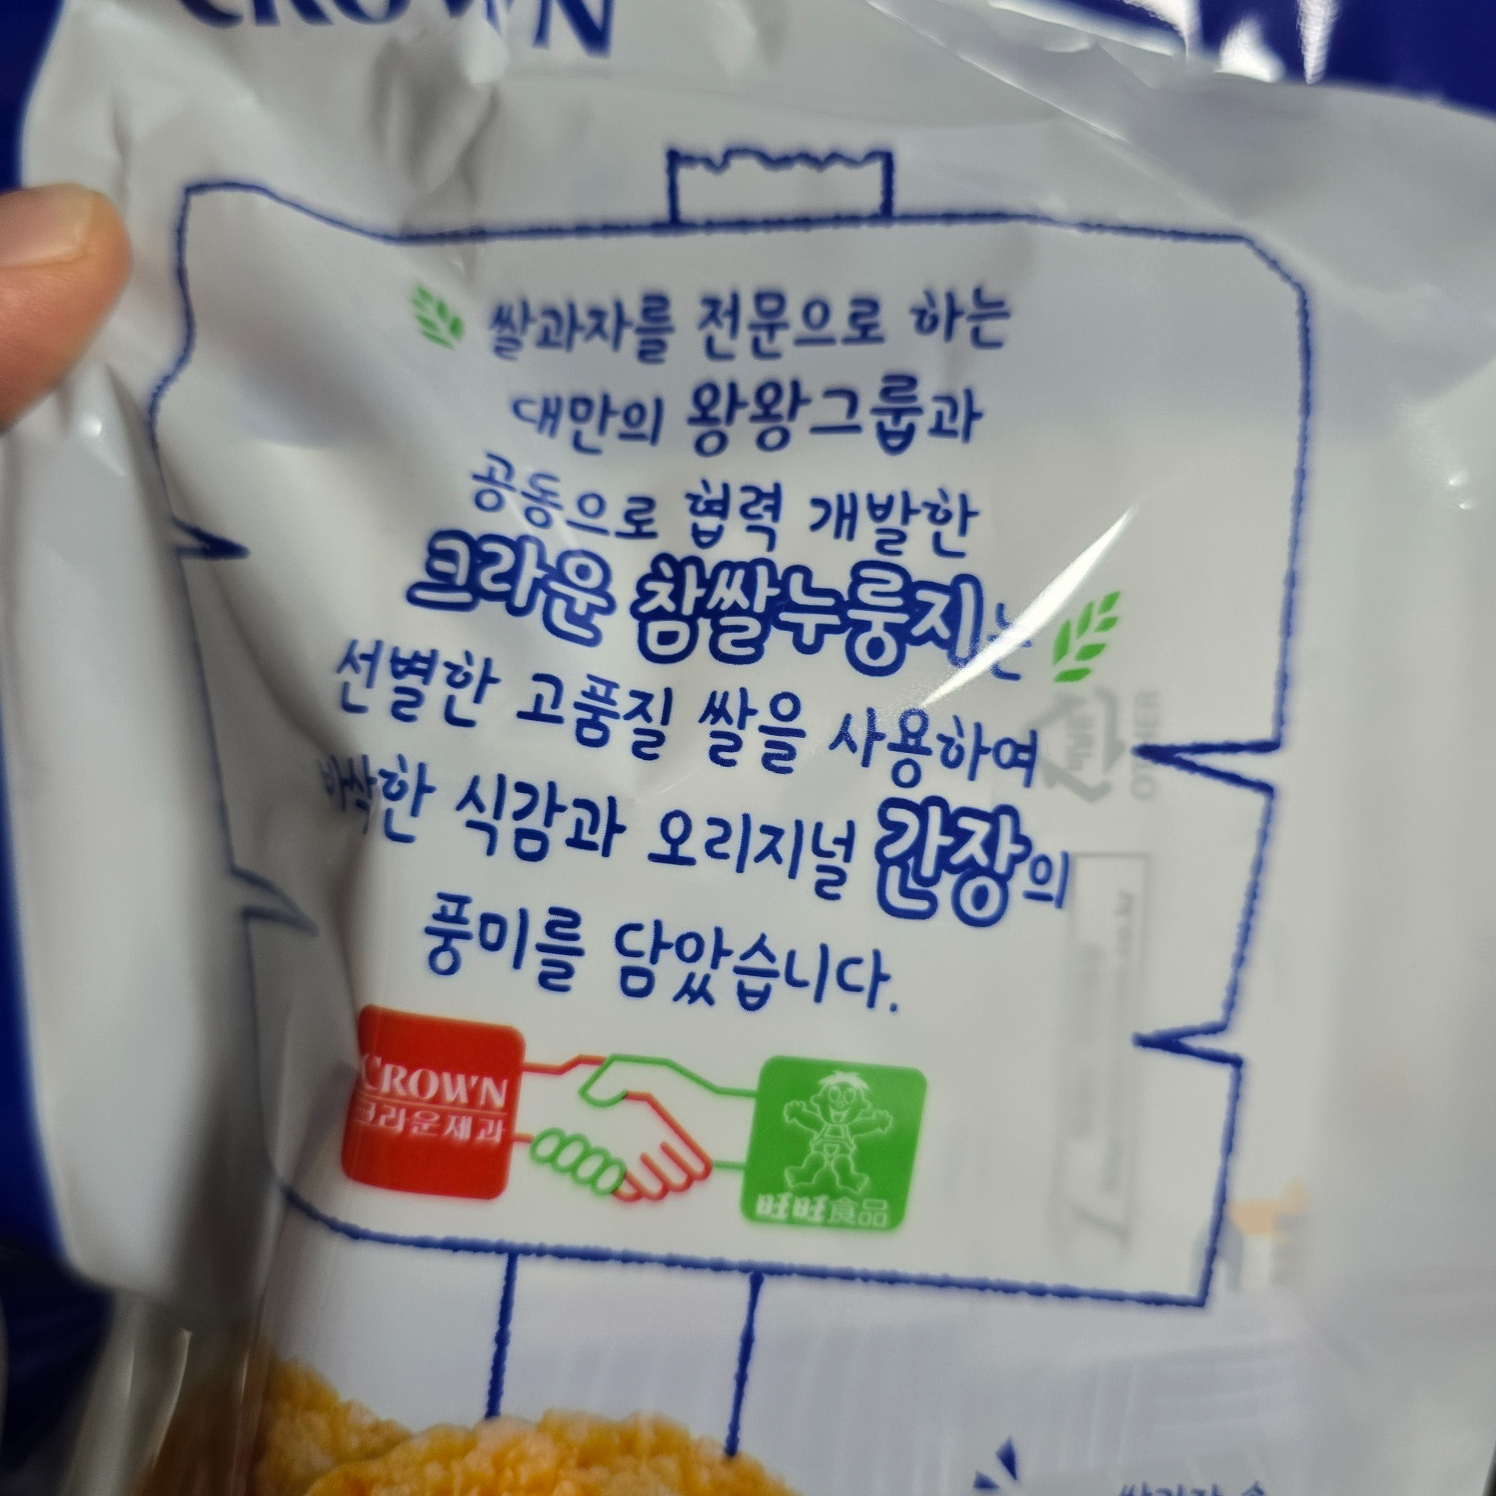 CROWN
쌀과자를 전문으로 하는
대만의 왕왕그룹과
공동으로 협력 개발한
크라운 참쌀누룽지는
선별한 고품질 쌀을 사용하여
바삭한 식감과 오리지널 간장의
풍미를 담았습니다.
CROWN
크라운제과
旺旺食品
OTHER